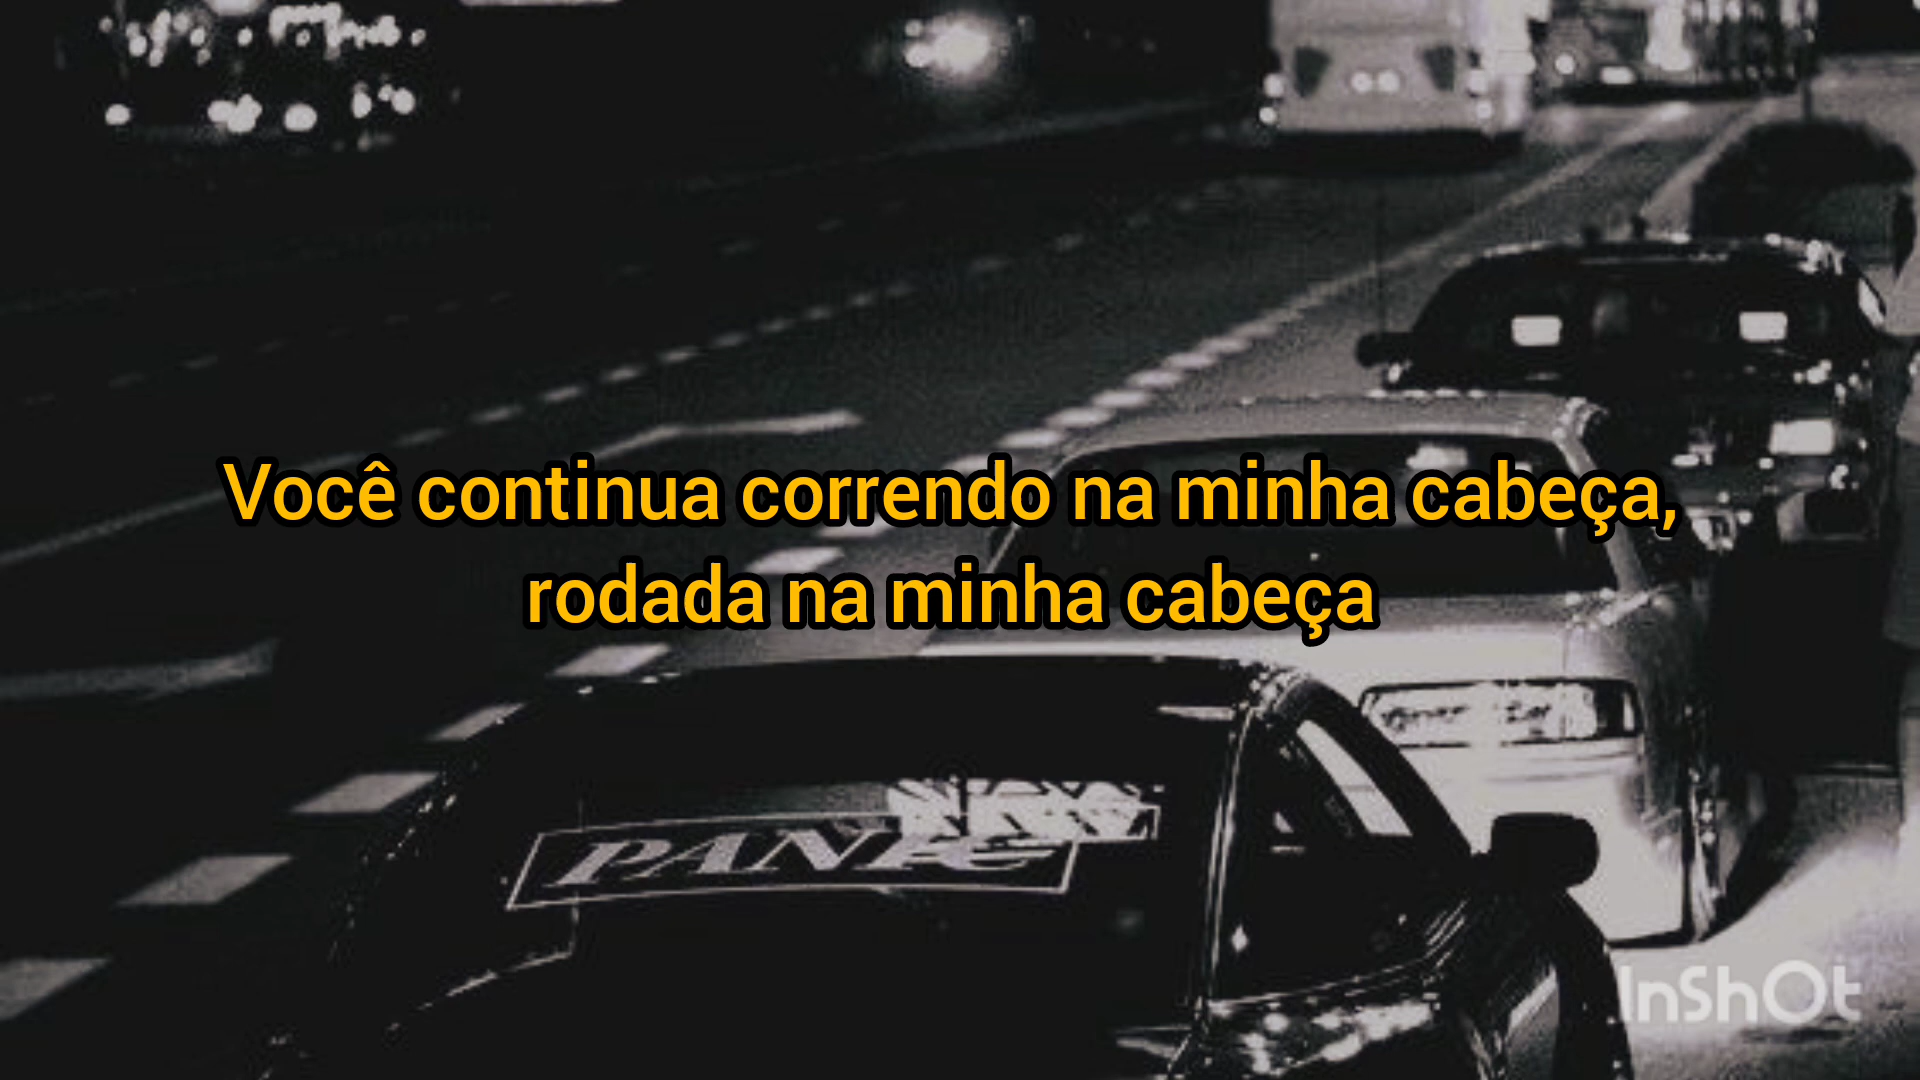 Você continua correndo na minha cabeça,
rodada na minha cabeça
PANIC
InShOt